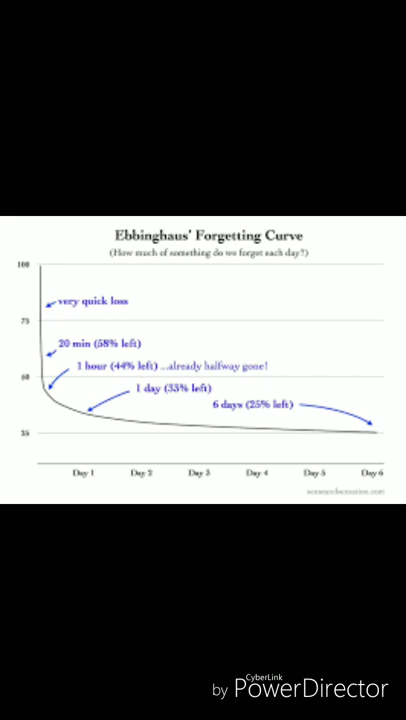 Ebbinghaus' Forgetting Curve
(How much of something do we forget each day?)
100
very quick loss
75
20 min (58% left)
1 hour (44% left) ...already halfway gone!
50
1 day (33% left)
6 days (25% left)
25
Day 1 Day 2 Day 3 Day 4 Day 5 Day 6
senseandsensation.com
CyberLink
by PowerDirector